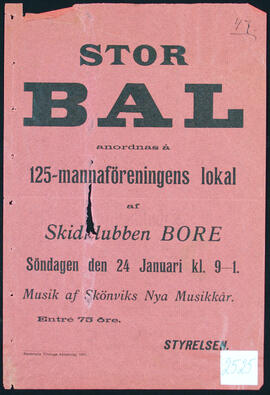 47.
STOR
BAL
anordnas å
125-mannaföreningens lokal
af
Skidklubben BORE
Söndagen den 24 Januari kl. 9–1.
Musik af Skönviks Nya Musikkår.
Entré 75 öre.
STYRELSEN.
2525